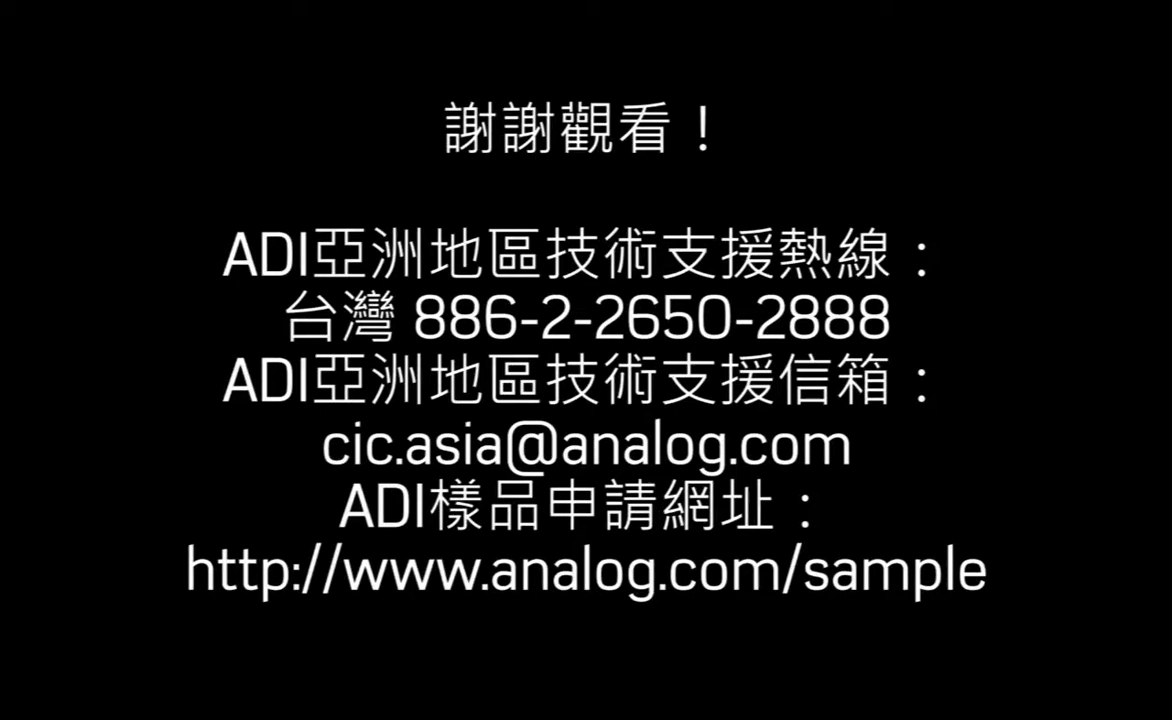 謝謝觀看！
ADI亞洲地區技術支援熱線：
台灣 886-2-2650-2888
ADI亞洲地區技術支援信箱：
cic.asia@analog.com
ADI樣品申請網址：
http://www.analog.com/sample